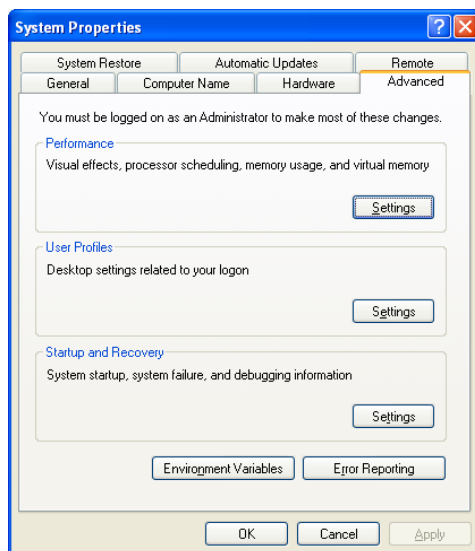 System Properties
System Restore Automatic Updates Remote
General Computer Name Hardware Advanced
You must be logged on as an Administrator to make most of these changes.
Performance
Visual effects, processor scheduling, memory usage, and virtual memory
Settings
User Profiles
Desktop settings related to your logon
Settings
Startup and Recovery
System startup, system failure, and debugging information
Settings
Environment Variables Error Reporting
OK Cancel Apply